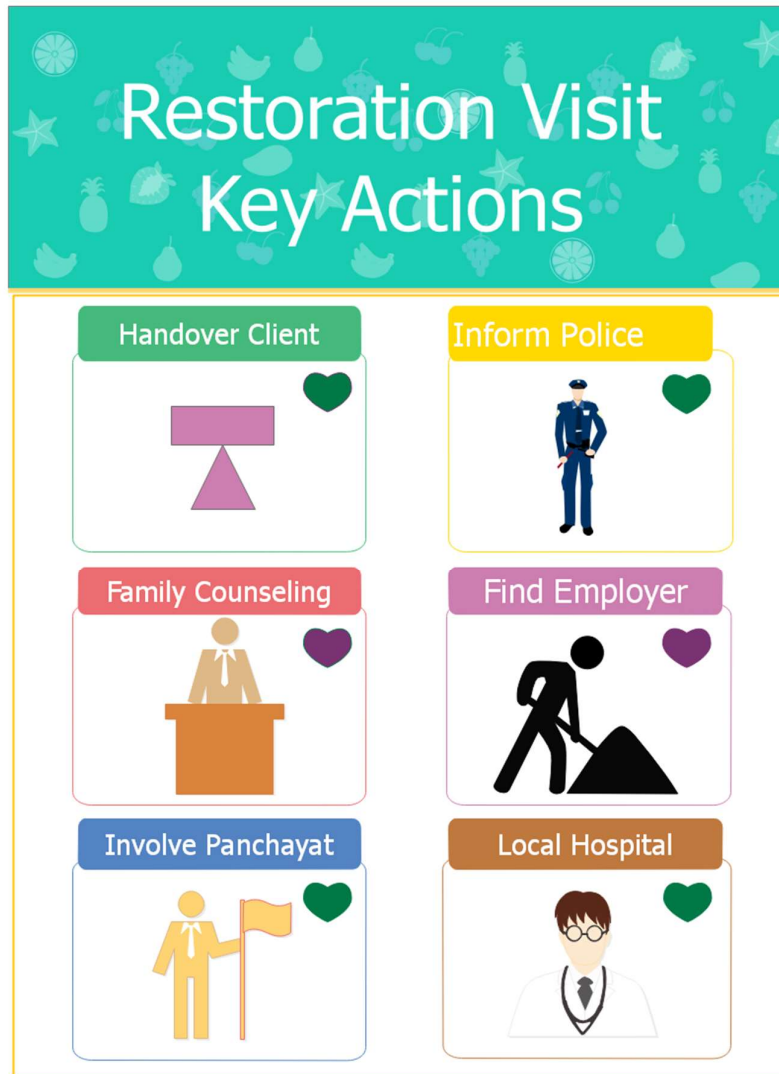 Restoration Visit
Key Actions
Handover Client
Inform Police
Family Counseling
Find Employer
Involve Panchayat
Local Hospital